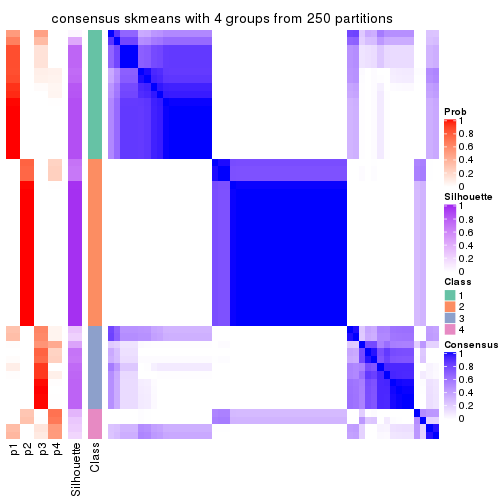 consensus skmeans with 4 groups from 250 partitions
Prob
1
0.8
0.6
0.4
0.2
0
Silhouette
1
0.8
0.6
0.4
0.2
0
Class
1
2
3
4
Consensus
1
0.8
0.6
0.4
0.2
0
p1
p2
p3
p4
Silhouette
Class